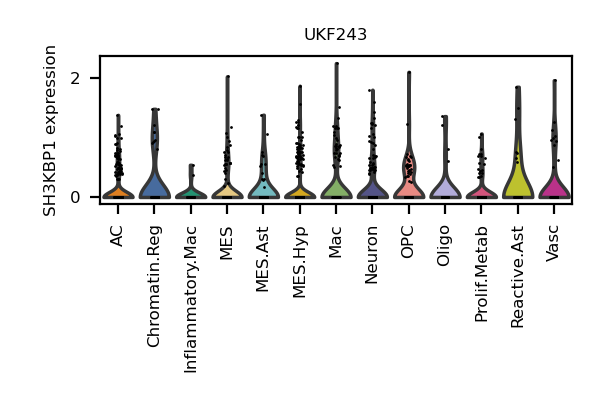 UKF243
SH3KBP1 expression
2
0
AC
Chromatin.Reg
Inflammatory.Mac
MES
MES.Ast
MES.Hyp
Mac
Neuron
OPC
Oligo
Prolif.Metab
Reactive.Ast
Vasc